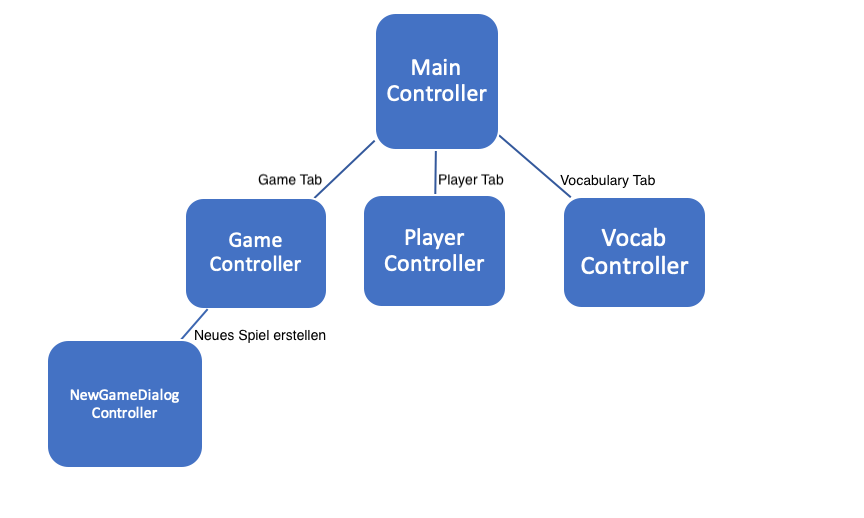 Main
Controller
Game Tab
Player Tab
Vocabulary Tab
Game
Controller
Player
Controller
Vocab
Controller
Neues Spiel erstellen
NewGameDialog
Controller